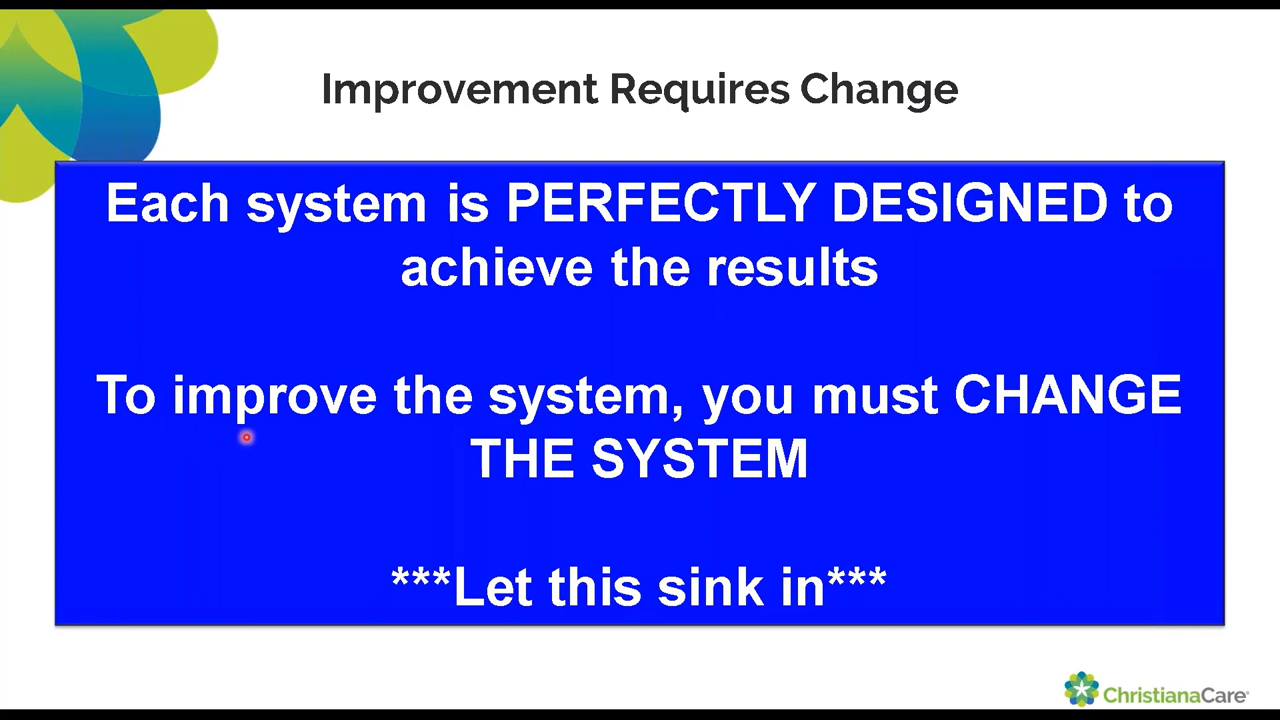 Improvement Requires Change
Each system is PERFECTLY DESIGNED to
achieve the results
To improve the system, you must CHANGE
THE SYSTEM
***Let this sink in***
ChristianaCare®